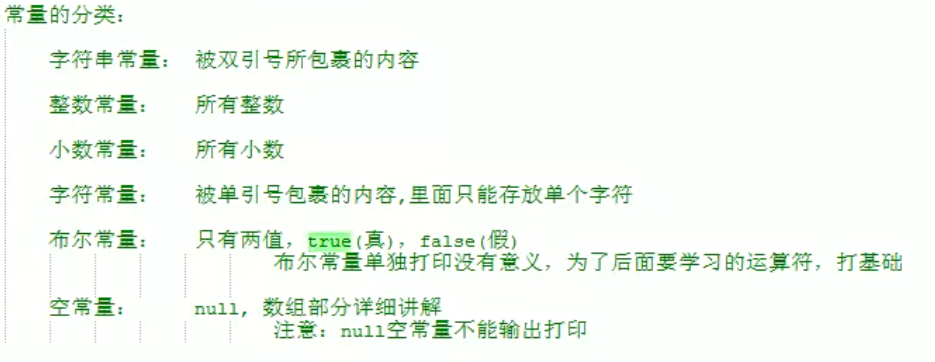 常量的分类：
字符串常量： 被双引号所包裹的内容
整数常量： 所有整数
小数常量： 所有小数
字符常量： 被单引号包裹的内容,里面只能存放单个字符
布尔常量： 只有两值，true(真)，false(假)
布尔常量单独打印没有意义，为了后面要学习的运算符，打基础
空常量： null, 数组部分详细讲解
注意：null空常量不能输出打印